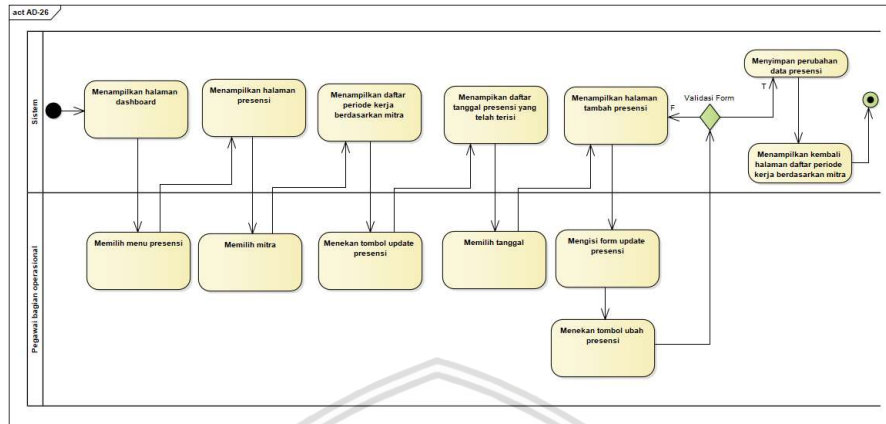 act AD-26
Sistem
Menampilkan halaman
dashboard
Menampilkan halaman
presensi
Menampilkan daftar
periode kerja
berdasarkan mitra
Menampikan daftar
tanggal presensi yang
telah terisi
Menampilkan halaman
tambah presensi
F
Validasi Form
T
Menyimpan perubahan
data presensi
Menampilkan kembali
halaman daftar periode
kerja berdasarkan mitra
Pegawai bagian operasional
Memilih menu presensi
Memilih mitra
Menekan tombol update
presensi
Memilih tanggal
Mengisi form update
presensi
Menekan tombol ubah
presensi